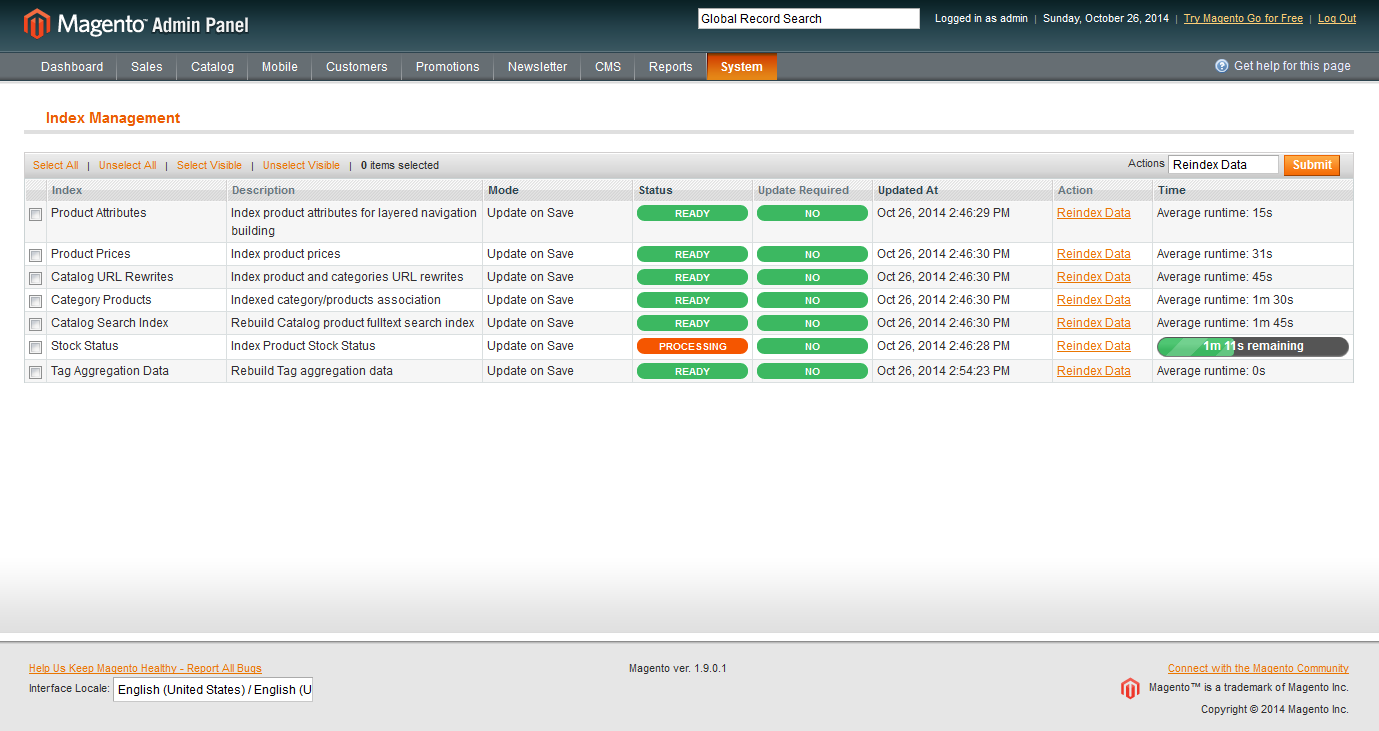 Magento™ Admin Panel
Global Record Search
Logged in as admin | Sunday, October 26, 2014 | Try Magento Go for Free | Log Out
Dashboard Sales Catalog Mobile Customers Promotions Newsletter CMS Reports System
Get help for this page
Index Management
Select All | Unselect All | Select Visible | Unselect Visible | 0 items selected
Actions Reindex Data Submit
Index Description Mode Status Update Required Updated At Action Time
Product Attributes Index product attributes for layered navigation Update on Save READY NO Oct 26, 2014 2:46:29 PM Reindex Data Average runtime: 15s
building
Product Prices Index product prices Update on Save READY NO Oct 26, 2014 2:46:30 PM Reindex Data Average runtime: 31s
Catalog URL Rewrites Index product and categories URL rewrites Update on Save READY NO Oct 26, 2014 2:46:30 PM Reindex Data Average runtime: 45s
Category Products Indexed category/products association Update on Save READY NO Oct 26, 2014 2:46:30 PM Reindex Data Average runtime: 1m 30s
Catalog Search Index Rebuild Catalog product fulltext search index Update on Save READY NO Oct 26, 2014 2:46:30 PM Reindex Data Average runtime: 1m 45s
Stock Status Index Product Stock Status Update on Save PROCESSING NO Oct 26, 2014 2:46:28 PM Reindex Data 1m 11s remaining
Tag Aggregation Data Rebuild Tag aggregation data Update on Save READY NO Oct 26, 2014 2:54:23 PM Reindex Data Average runtime: 0s
Help Us Keep Magento Healthy - Report All Bugs
Interface Locale: English (United States) / English (U
Magento ver. 1.9.0.1
Connect with the Magento Community
Magento™ is a trademark of Magento Inc.
Copyright © 2014 Magento Inc.